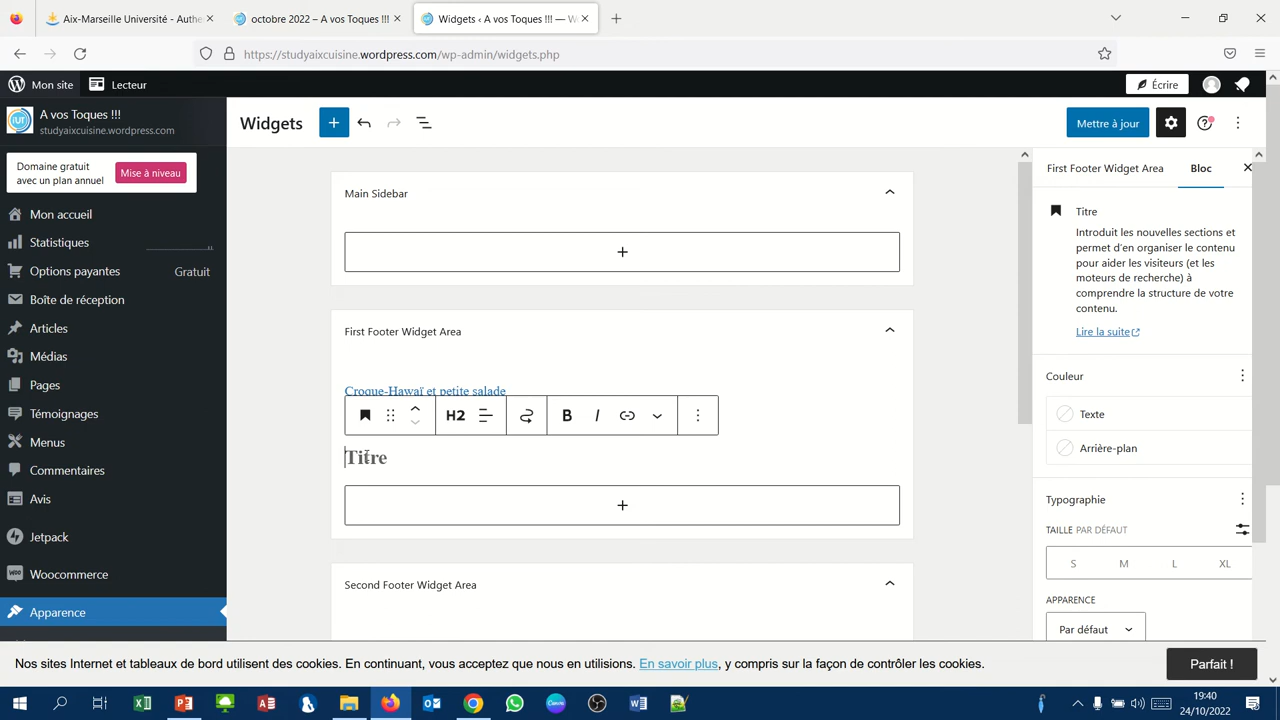 Aix-Marseille Université - Authe
octobre 2022 – A vos Toques !!!
Widgets ‹ A vos Toques !!! — W
https://studyaixcuisine.wordpress.com/wp-admin/widgets.php
Mon site
Lecteur
Écrire
A vos Toques !!!
studyaixcuisine.wordpress.com
Domaine gratuit
avec un plan annuel
Mise à niveau
Mon accueil
Statistiques
Options payantes
Gratuit
Boîte de réception
Articles
Médias
Pages
Témoignages
Menus
Commentaires
Avis
Jetpack
Woocommerce
Apparence
Widgets
Mettre à jour
Main Sidebar
First Footer Widget Area
Croque-Hawaï et petite salade
H2
B
I
Titre
Second Footer Widget Area
First Footer Widget Area
Bloc
Titre
Introduit les nouvelles sections et
permet d'en organiser le contenu
pour aider les visiteurs (et les
moteurs de recherche) à
comprendre la structure de votre
contenu.
Lire la suite
Couleur
Texte
Arrière-plan
Typographie
TAILLE PAR DÉFAUT
S
M
L
XL
APPARENCE
Par défaut
Nos sites Internet et tableaux de bord utilisent des cookies. En continuant, vous acceptez que nous en utilisions. En savoir plus, y compris sur la façon de contrôler les cookies.
Parfait !
19:40
24/10/2022